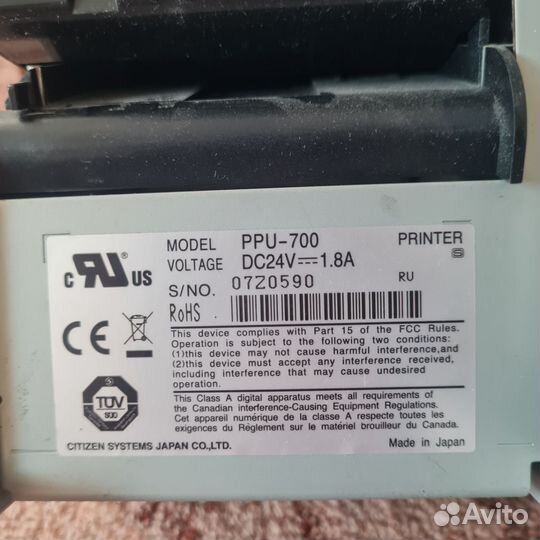 MODEL PPU-700 PRINTER
VOLTAGE DC24V⎓1.8A
S
c RU US
S/NO. 07Z0590 RU
RoHS
CE
This device complies with Part 15 of the FCC Rules.
Operation is subject to the following two conditions:
(1)this device may not cause harmful interference,and
(2)this device must accept any interference received,
including interference that may cause undesired
operation.
TÜV
SÜD
This Class A digital apparatus meets all requirements of
the Canadian interference-Causing Equipment Regulations.
Cet appareil numérique de la classe A respecte toutes les
exigences du Réglement sur le matériel brouilleur du Canada.
CITIZEN SYSTEMS JAPAN CO.,LTD. Made in Japan
Avito